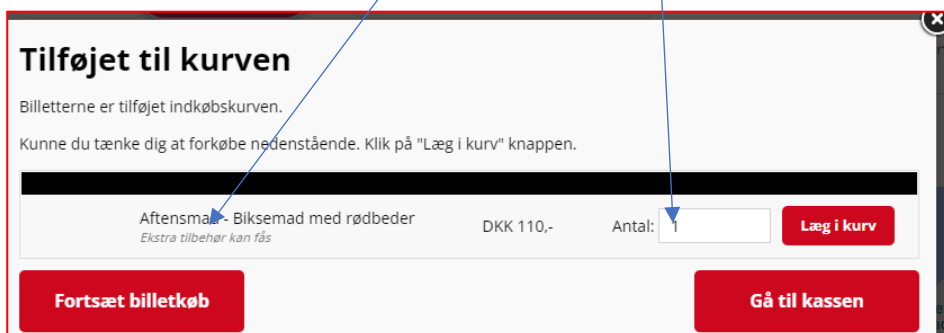 Tilføjet til kurven
Billetterne er tilføjet indkøbskurven.
Kunne du tænke dig at forkøbe nedenstående. Klik på "Læg i kurv" knappen.
Aftensmad - Biksemad med rødbeder DKK 110,- Antal: 1 Læg i kurv
Ekstra tilbehør kan fås
Fortsæt billetkøb Gå til kassen